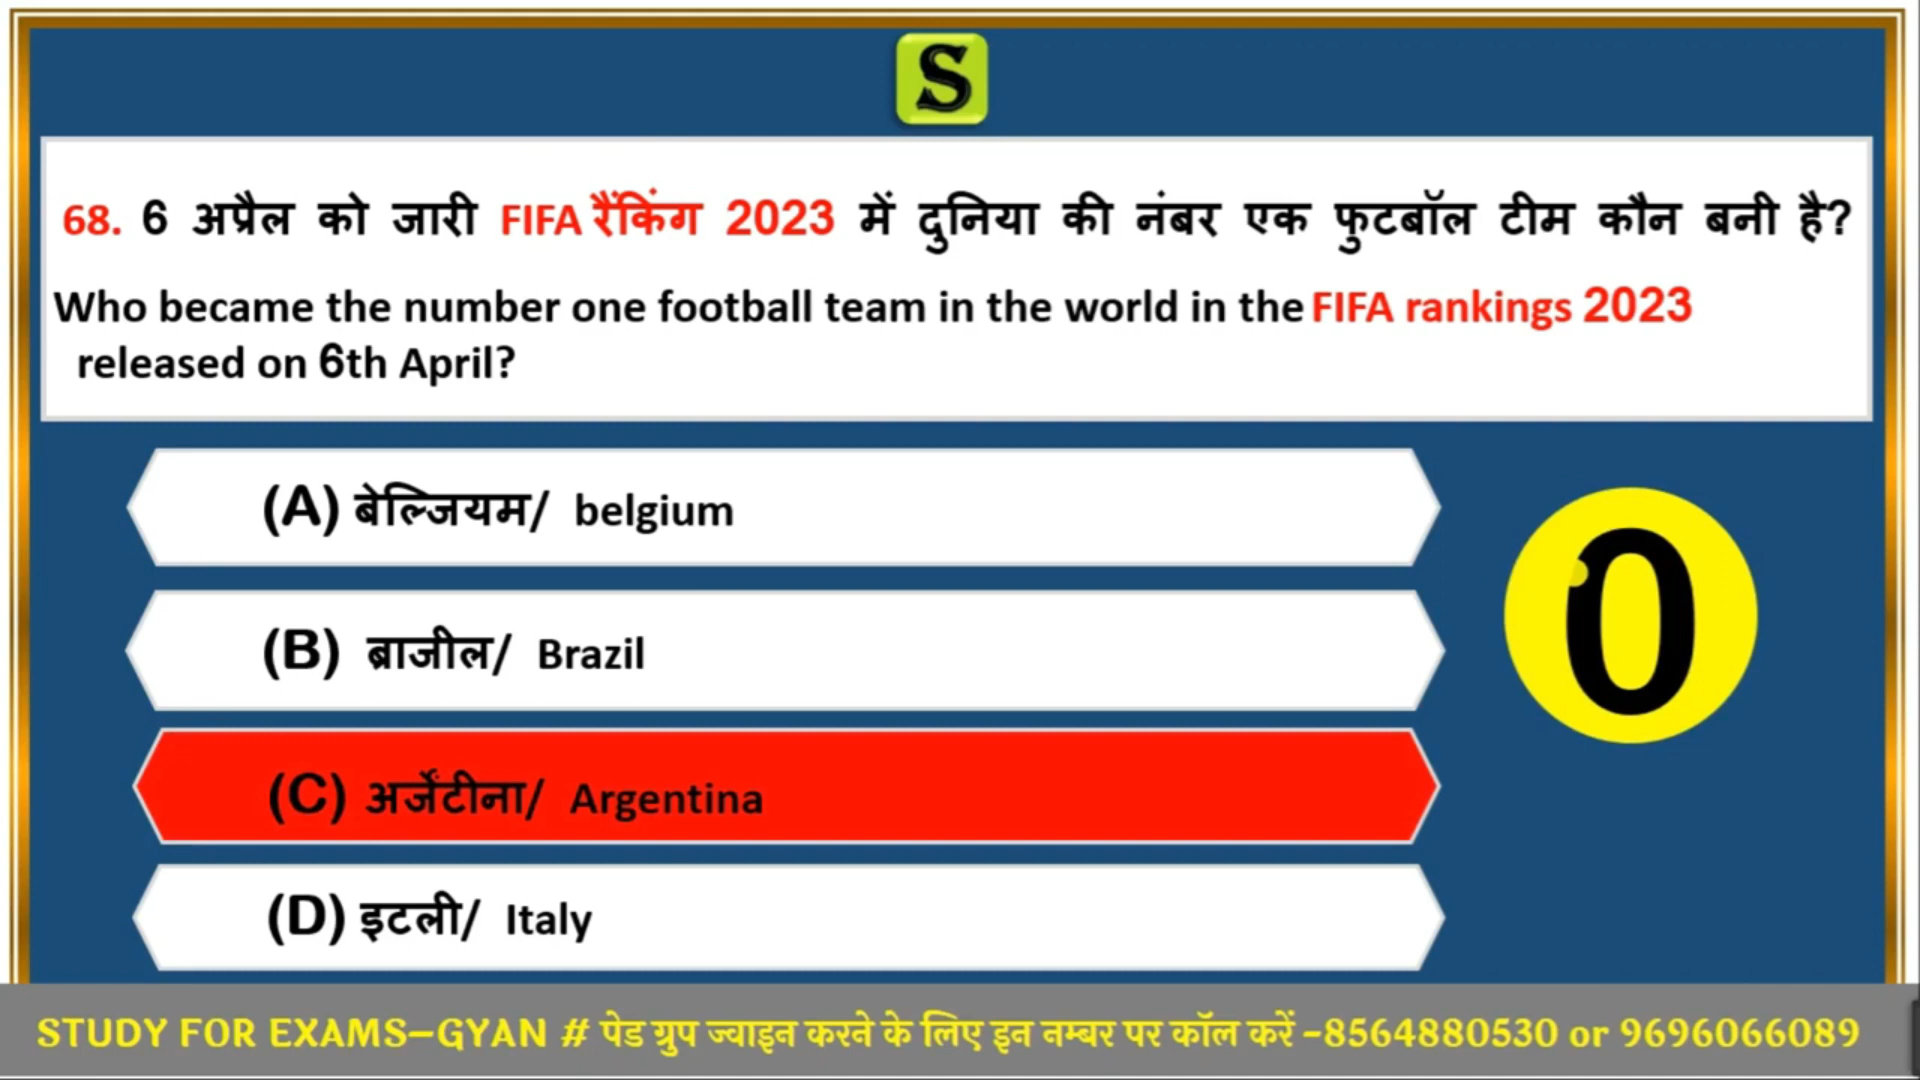 S
68. 6 अप्रैल को जारी FIFA रैंकिंग 2023 में दुनिया की नंबर एक फुटबॉल टीम कौन बनी है?
Who became the number one football team in the world in the FIFA rankings 2023
released on 6th April?
(A) बेल्जियम/ belgium
(B) ब्राजील/ Brazil
0
(C) अर्जेंटीना/ Argentina
(D) इटली/ Italy
STUDY FOR EXAMS–GYAN # पेड ग्रुप ज्वाइन करने के लिए इन नम्बर पर कॉल करें –8564880530 or 9696066089